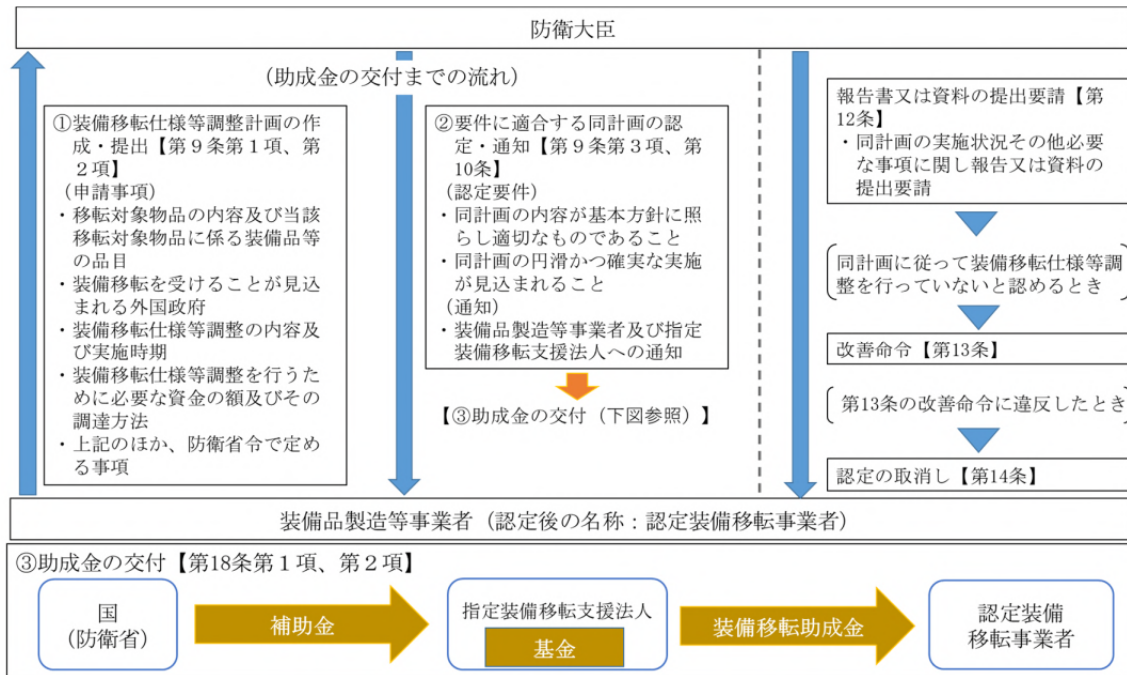 防衛大臣
(助成金の交付までの流れ)
①装備移転仕様等調整計画の作
成・提出【第９条第１項、第
２項】
(申請事項)
・移転対象物品の内容及び当該
移転対象物品に係る装備品等
の品目
・装備移転を受けることが見込
まれる外国政府
・装備移転仕様等調整の内容及
び実施時期
・装備移転仕様等調整を行うた
めに必要な資金の額及びその
調達方法
・上記のほか、防衛省令で定め
る事項
②要件に適合する同計画の認
定・通知【第９条第３項、第
10条】
(認定要件)
・同計画の内容が基本方針に照
らし適切なものであること
・同計画の円滑かつ確実な実施
が見込まれること
(通知)
・装備品製造等事業者及び指定
装備移転支援法人への通知
【③助成金の交付（下図参照）】
報告書又は資料の提出要請【第
12条】
・同計画の実施状況その他必要
な事項に関し報告又は資料の
提出要請
同計画に従って装備移転仕様等調
整を行っていないと認めるとき
改善命令【第13条】
第13条の改善命令に違反したとき
認定の取消し【第14条】
装備品製造等事業者（認定後の名称：認定装備移転事業者）
③助成金の交付【第18条第１項、第２項】
国
(防衛省)
補助金
指定装備移転支援法人
基金
装備移転助成金
認定装備
移転事業者